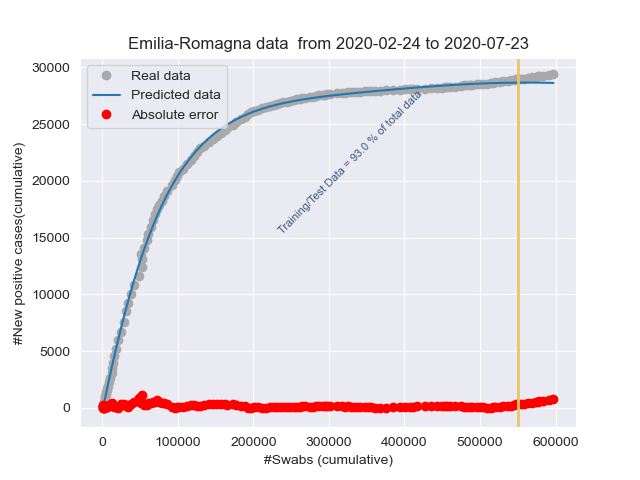 Emilia-Romagna data  from 2020-02-24 to 2020-07-23
Real data
Predicted data
Absolute error
Training/Test Data = 93.0 % of total data
#New positive cases(cumulative)
30000
25000
20000
15000
10000
5000
0
0 100000 200000 300000 400000 500000 600000
#Swabs (cumulative)